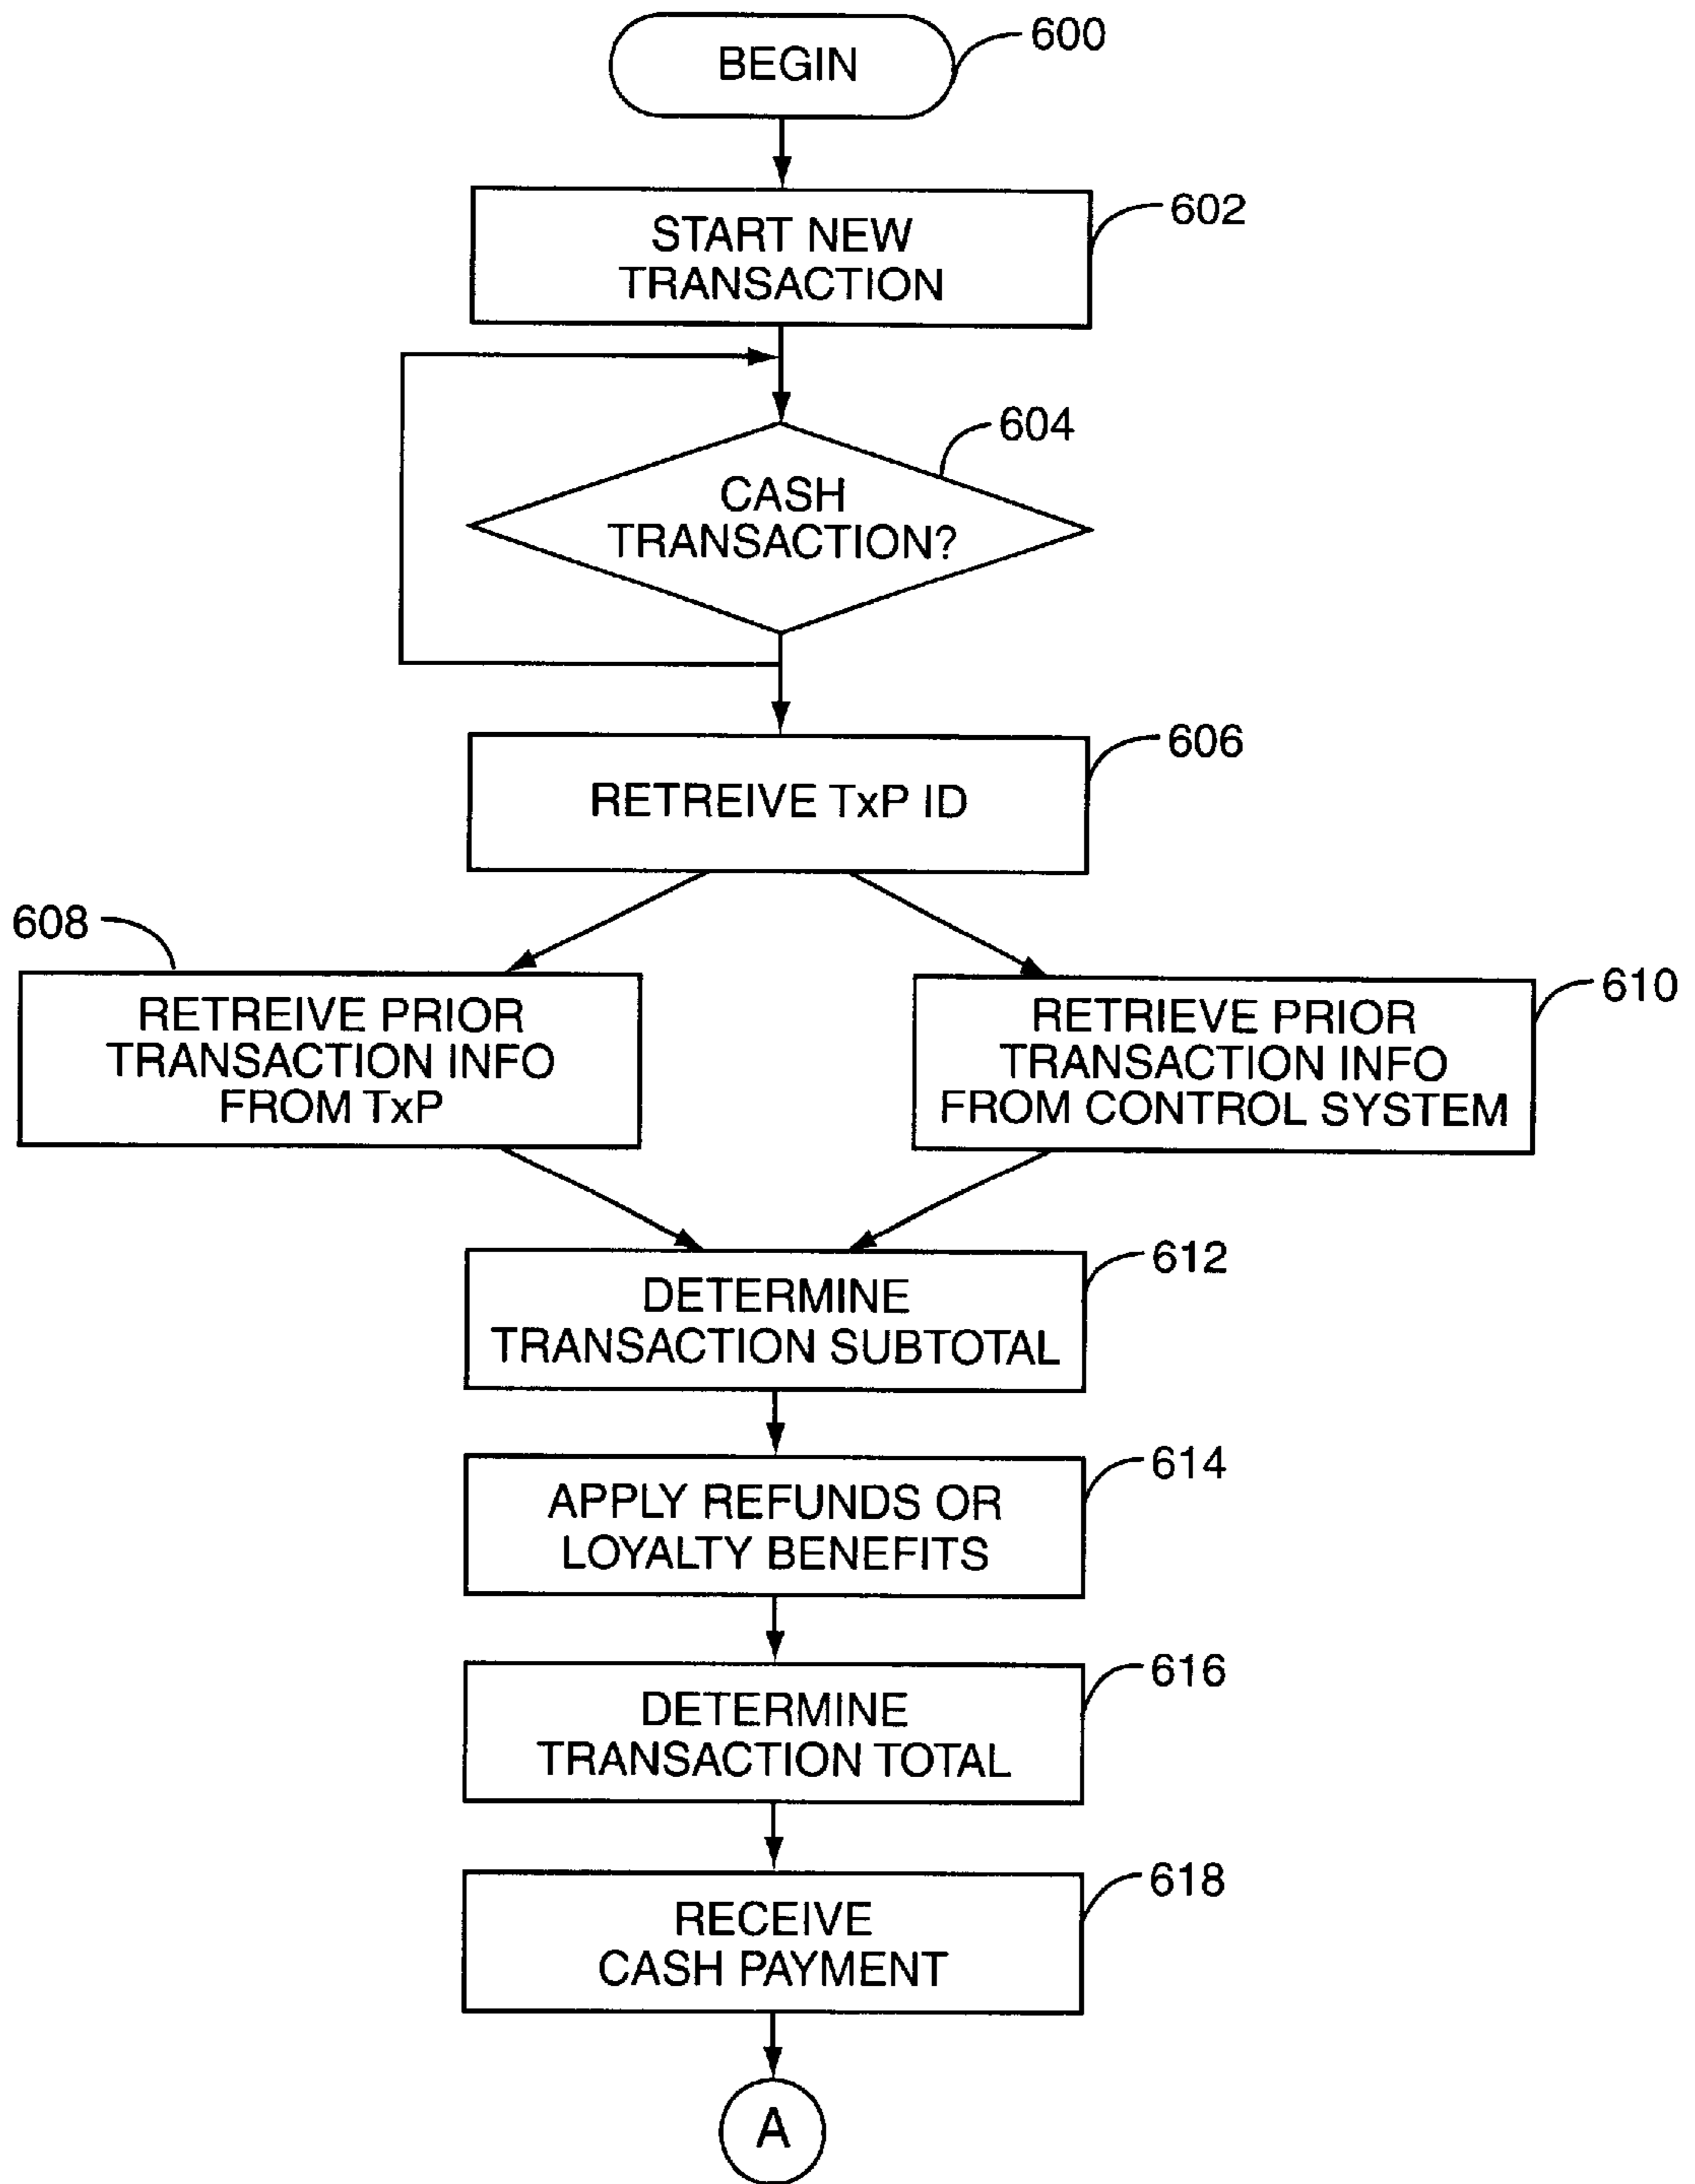 BEGIN
600
START NEW
TRANSACTION
602
CASH
TRANSACTION?
604
RETREIVE TxP ID
606
608
RETREIVE PRIOR
TRANSACTION INFO
FROM TxP
RETRIEVE PRIOR
TRANSACTION INFO
FROM CONTROL SYSTEM
610
DETERMINE
TRANSACTION SUBTOTAL
612
APPLY REFUNDS OR
LOYALTY BENEFITS
614
DETERMINE
TRANSACTION TOTAL
616
RECEIVE
CASH PAYMENT
618
A